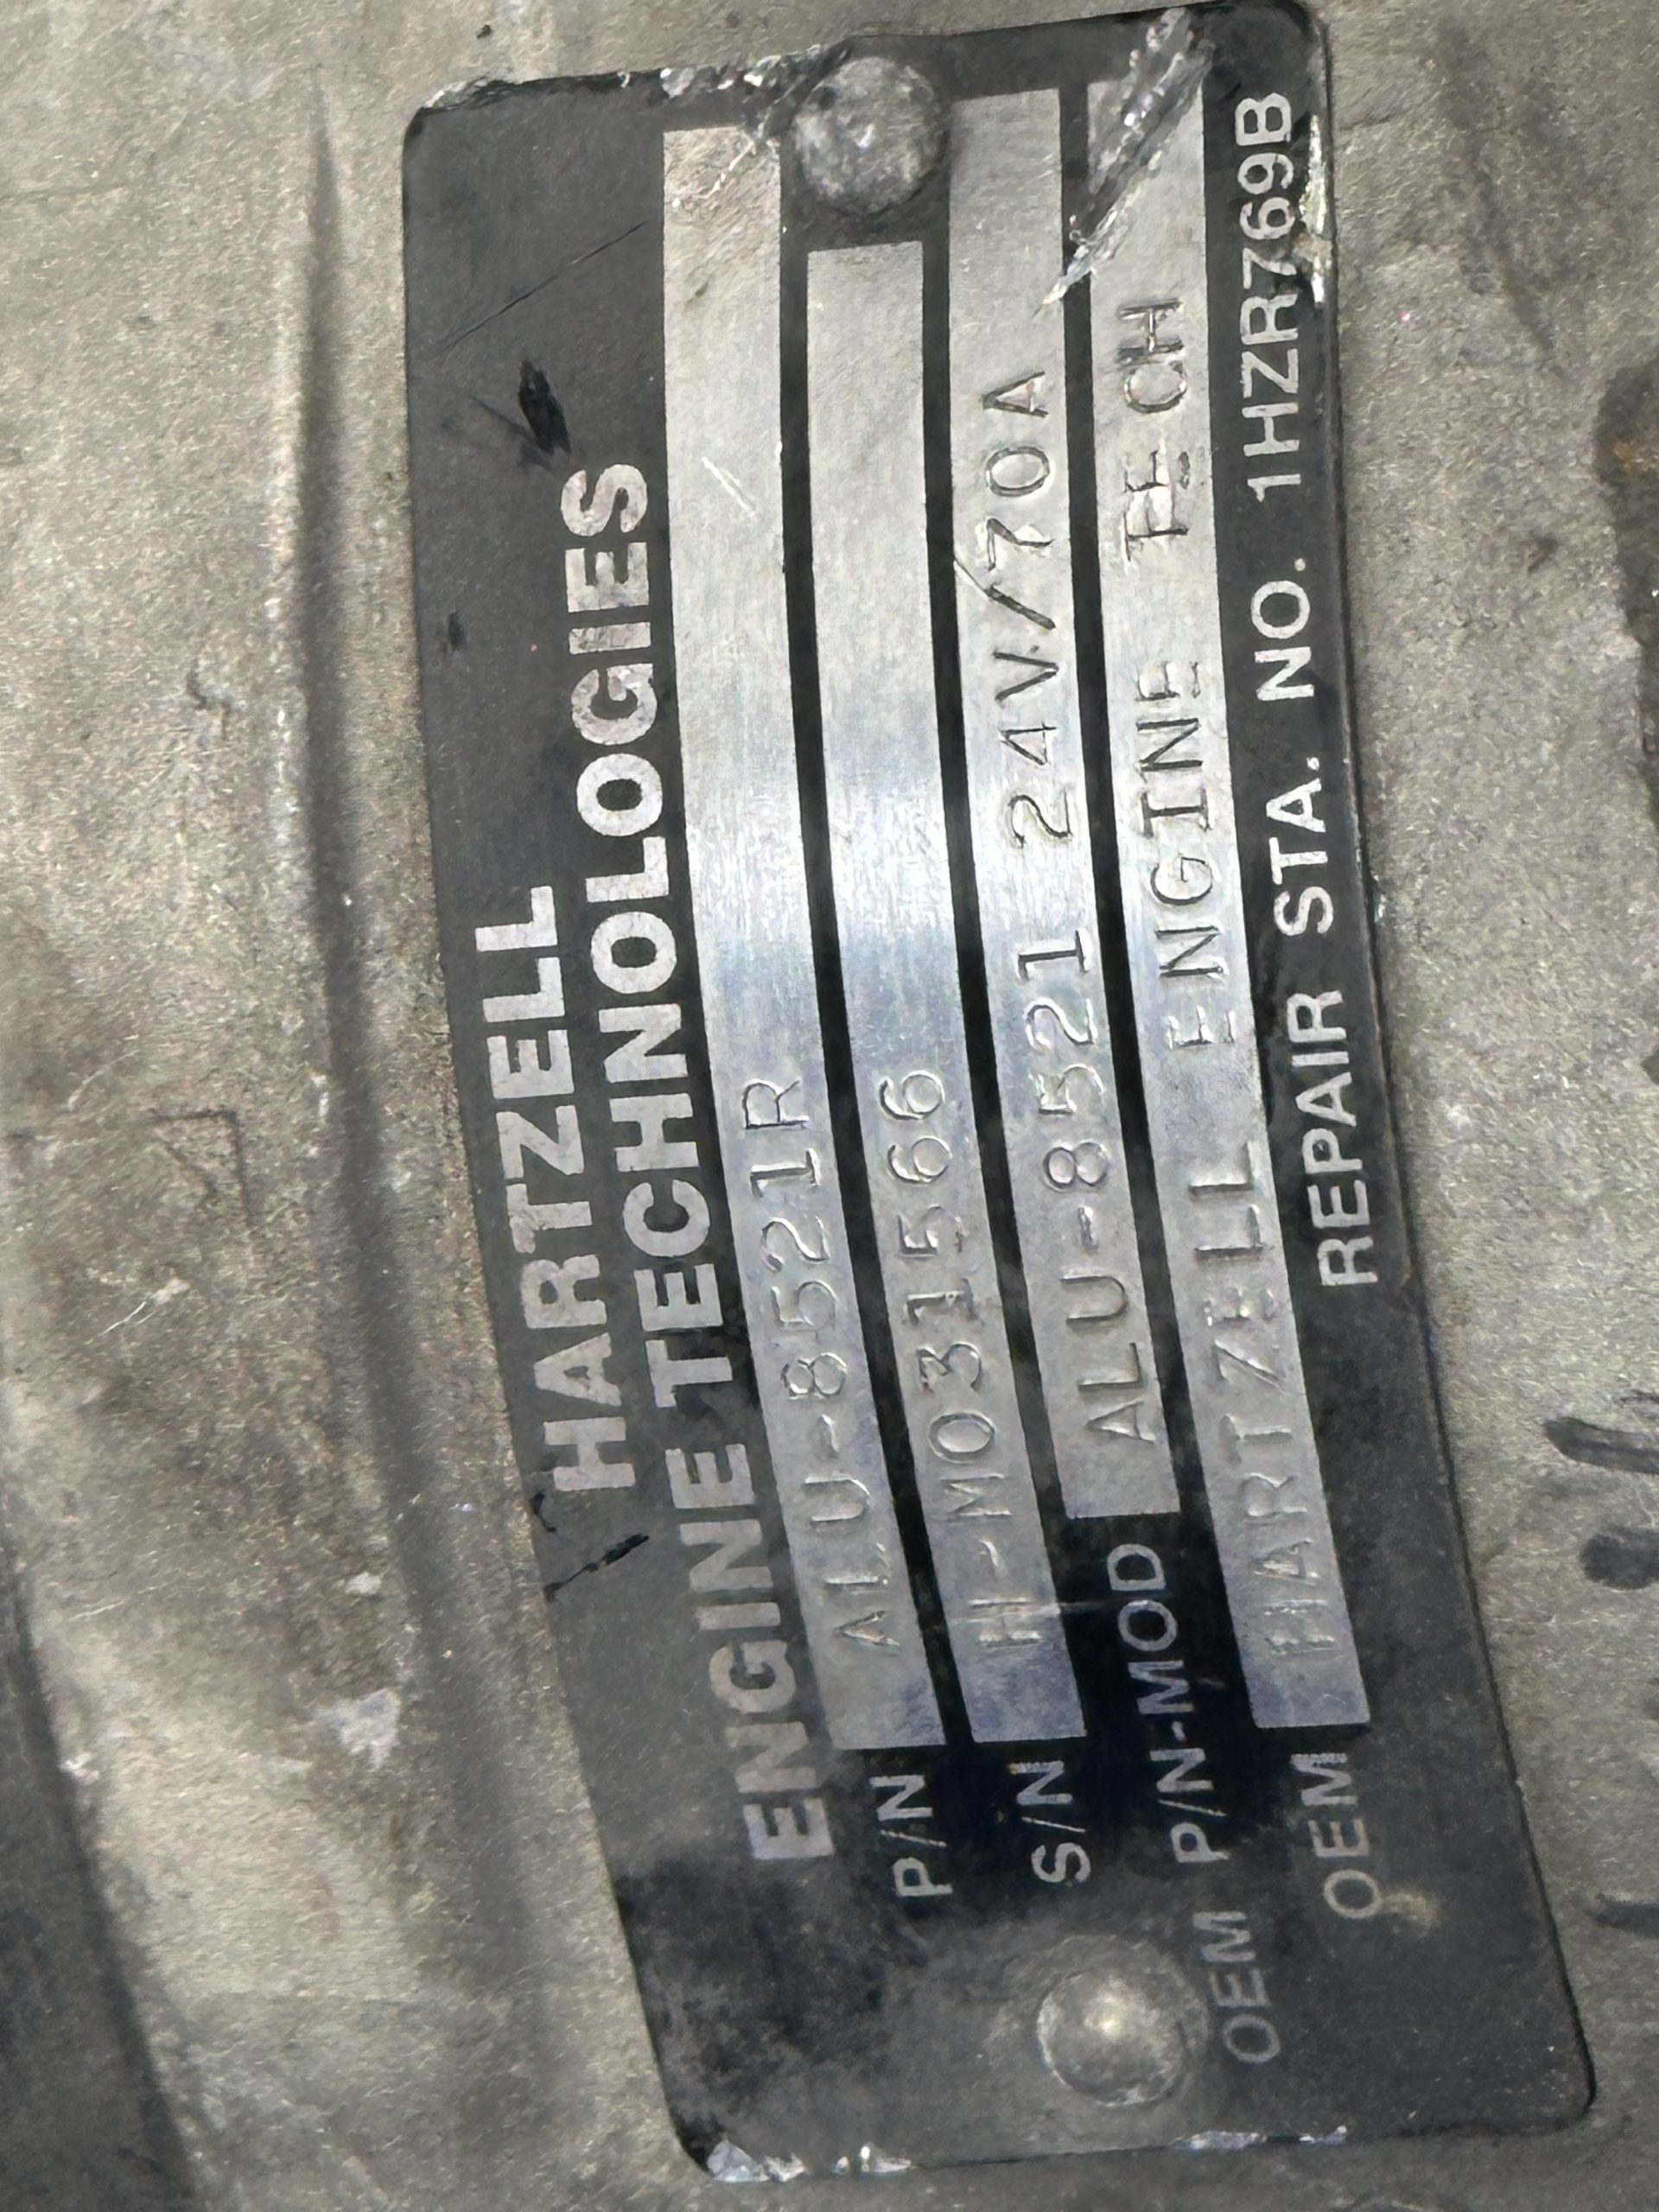 HARTZELL
ENGINE TECHNOLOGIES
P/N ALU-8521R
S/N H-M031566
OEM P/N-MOD ALU-8521 24V/70A
OEM HARTZELL ENGINE TECH
REPAIR STA. NO. 1HZR769B